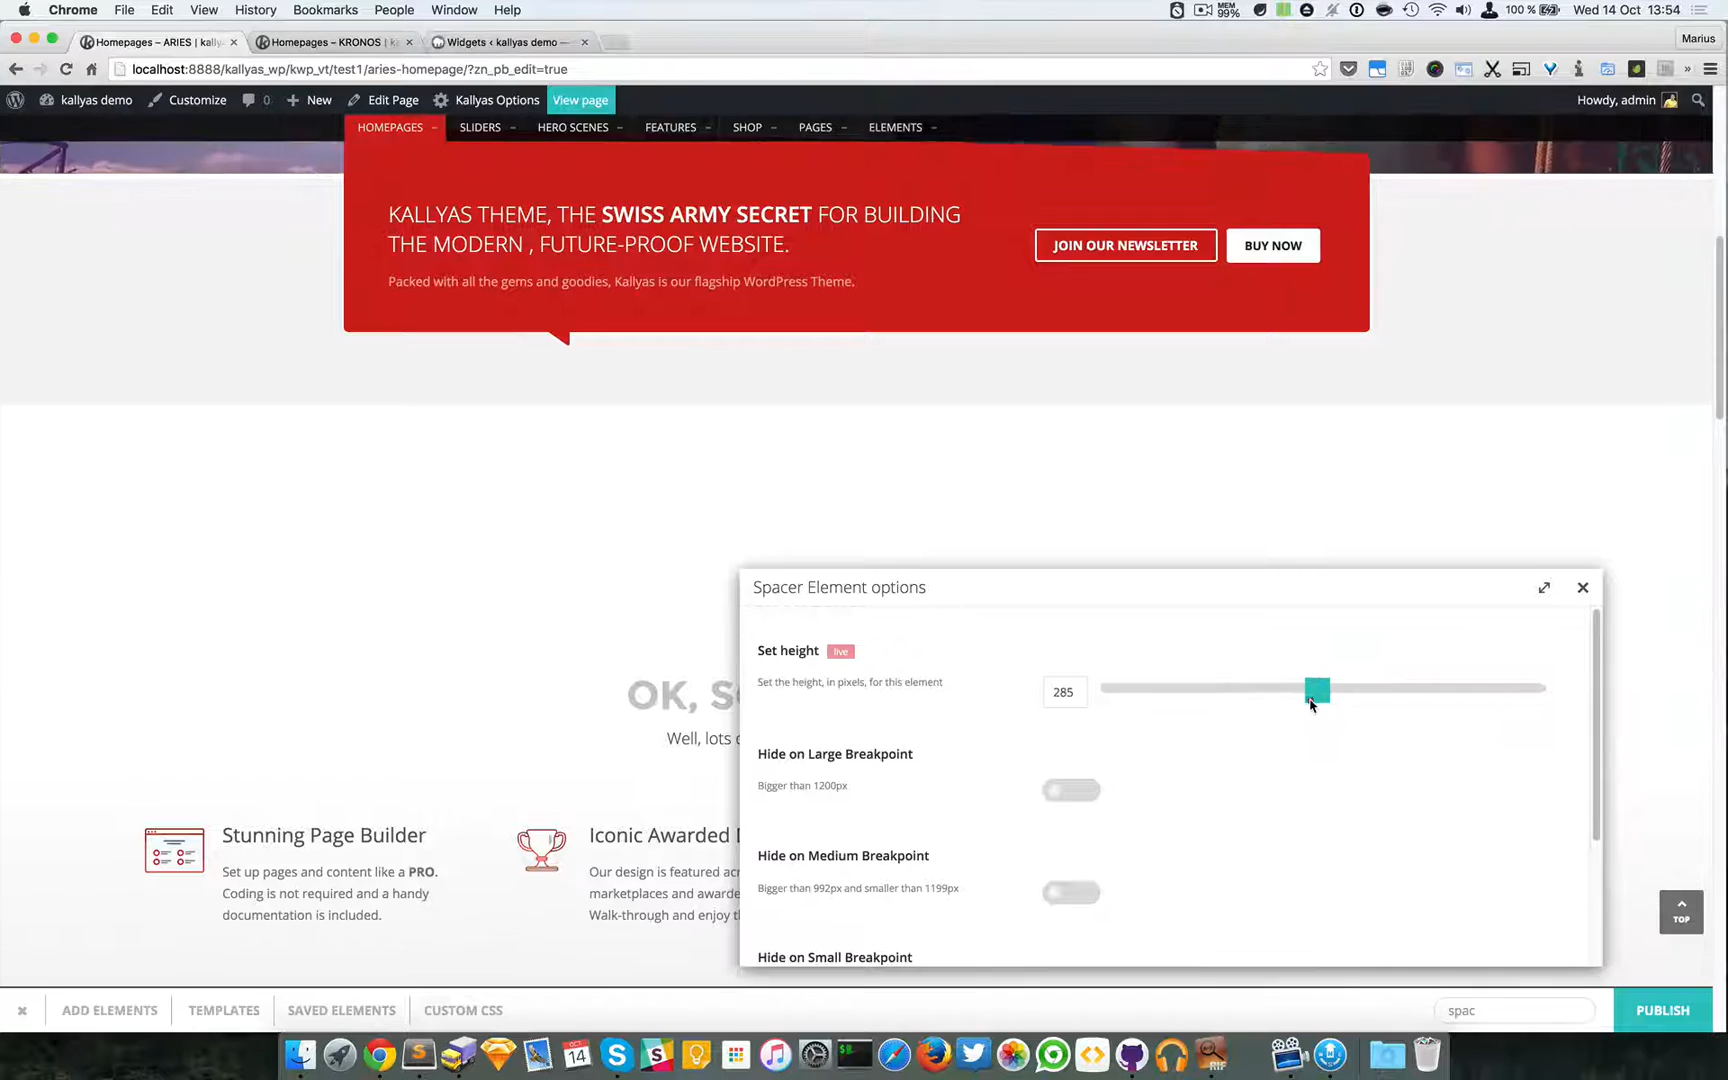 Chrome File Edit View History Bookmarks People Window Help MEM 99% 100 % Wed 14 Oct 13:54
Homepages – ARIES | kally Homepages – KRONOS | ka Widgets ‹ kallyas demo — Marius
localhost:8888/kallyas_wp/kwp_vt/test1/aries-homepage/?zn_pb_edit=true
kallyas demo Customize 0 New Edit Page Kallyas Options View page Howdy, admin
HOMEPAGES SLIDERS HERO SCENES FEATURES SHOP PAGES ELEMENTS
KALLYAS THEME, THE SWISS ARMY SECRET FOR BUILDING
THE MODERN , FUTURE-PROOF WEBSITE.
JOIN OUR NEWSLETTER BUY NOW
Packed with all the gems and goodies, Kallyas is our flagship WordPress Theme.
Spacer Element options
Set height live
Set the height, in pixels, for this element
285
Hide on Large Breakpoint
Bigger than 1200px
Hide on Medium Breakpoint
Bigger than 992px and smaller than 1199px
Hide on Small Breakpoint
OK, S
Well, lots
Stunning Page Builder
Set up pages and content like a PRO.
Coding is not required and a handy
documentation is included.
Iconic Awarded
Our design is featured
marketplaces and
Walk-through and enjoy
TOP
ADD ELEMENTS TEMPLATES SAVED ELEMENTS CUSTOM CSS spac PUBLISH
14